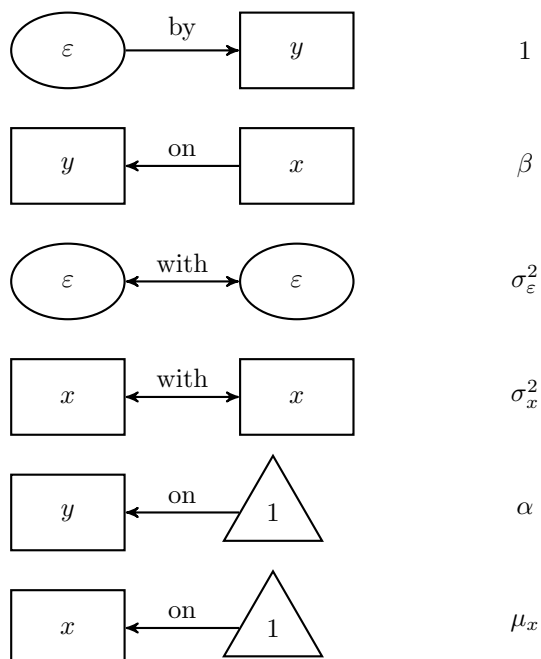 ε by y 1
y on x β
ε with ε σ²_ε
x with x σ²_x
y on 1 α
x on 1 μ_x